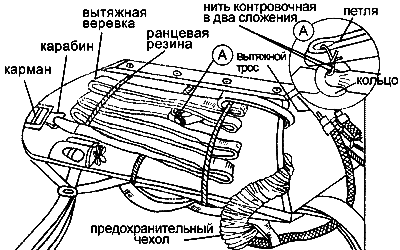 вытяжная
веревка
ранцевая
резина
нить контровочная
в два сложения
петля
карабин
карман
А
А
вытяжной
трос
кольцо
предохранительный
чехол